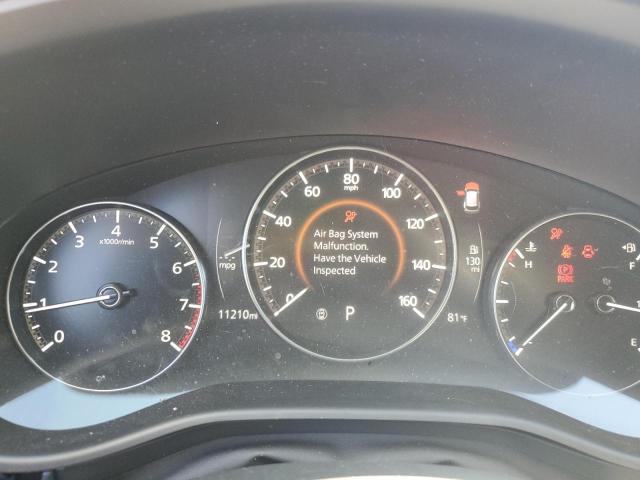 0
1
2
3
4
5
6
7
8
x1000r/min
mpg
11210mi
0
20
40
60
80
mph
100
120
140
160
Air Bag System
Malfunction.
Have the Vehicle
Inspected
P
130
mi
81°F
H
F
PARK
E